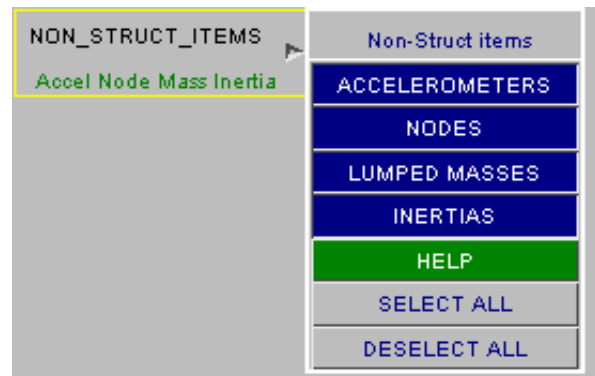 NON_STRUCT_ITEMS
Accel Node Mass Inertia
Non-Struct items
ACCELEROMETERS
NODES
LUMPED MASSES
INERTIAS
HELP
SELECT ALL
DESELECT ALL